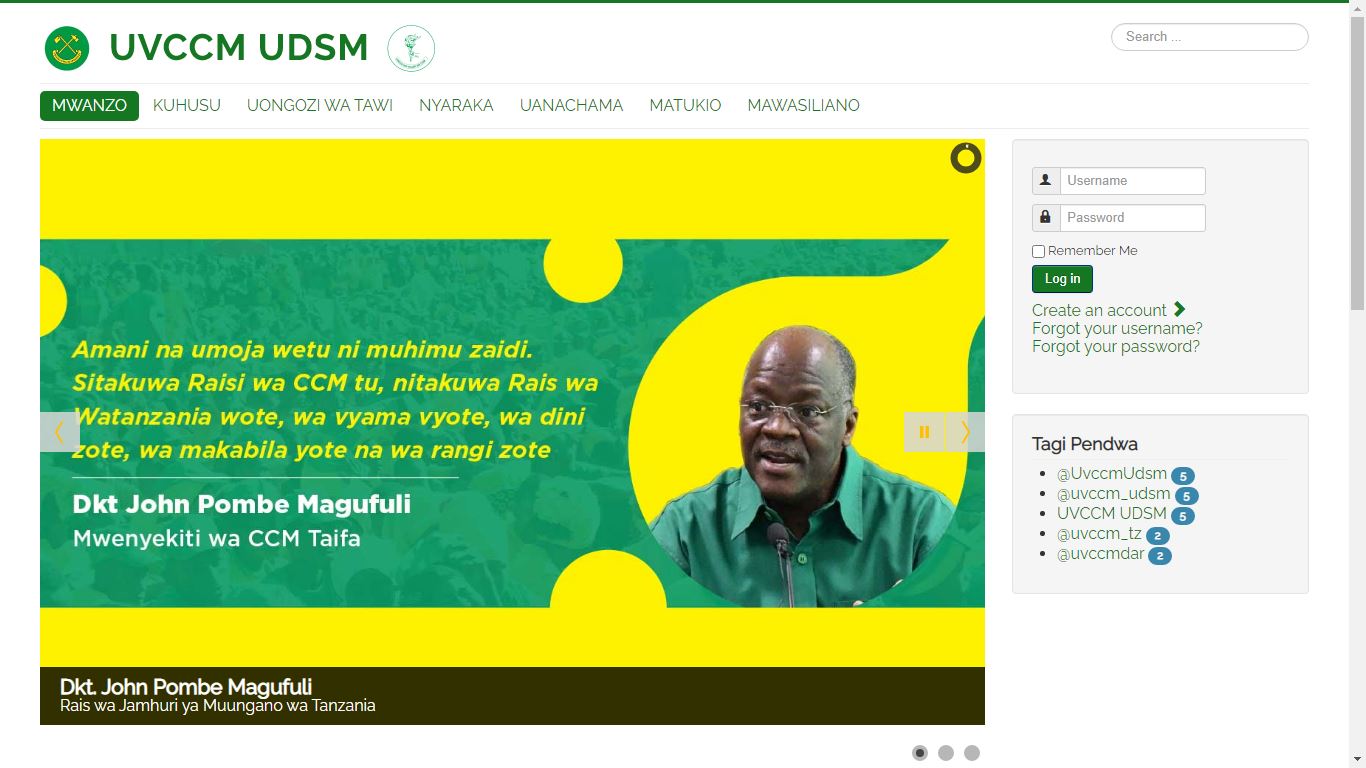 UVCCM UDSM
Search ...
MWANZO KUHUSU UONGOZI WA TAWI NYARAKA UANACHAMA MATUKIO MAWASILIANO
Amani na umoja wetu ni muhimu zaidi.
Sitakuwa Raisi wa CCM tu, nitakuwa Rais wa
Watanzania wote, wa vyama vyote, wa dini
zote, wa makabila yote na wa rangi zote
Dkt John Pombe Magufuli
Mwenyekiti wa CCM Taifa
Dkt. John Pombe Magufuli
Rais wa Jamhuri ya Muungano wa Tanzania
Username
Password
Remember Me
Log in
Create an account
Forgot your username?
Forgot your password?
Tagi Pendwa
@UvccmUdsm 5
@uvccm_udsm 5
UVCCM UDSM 5
@uvccm_tz 2
@uvccmdar 2